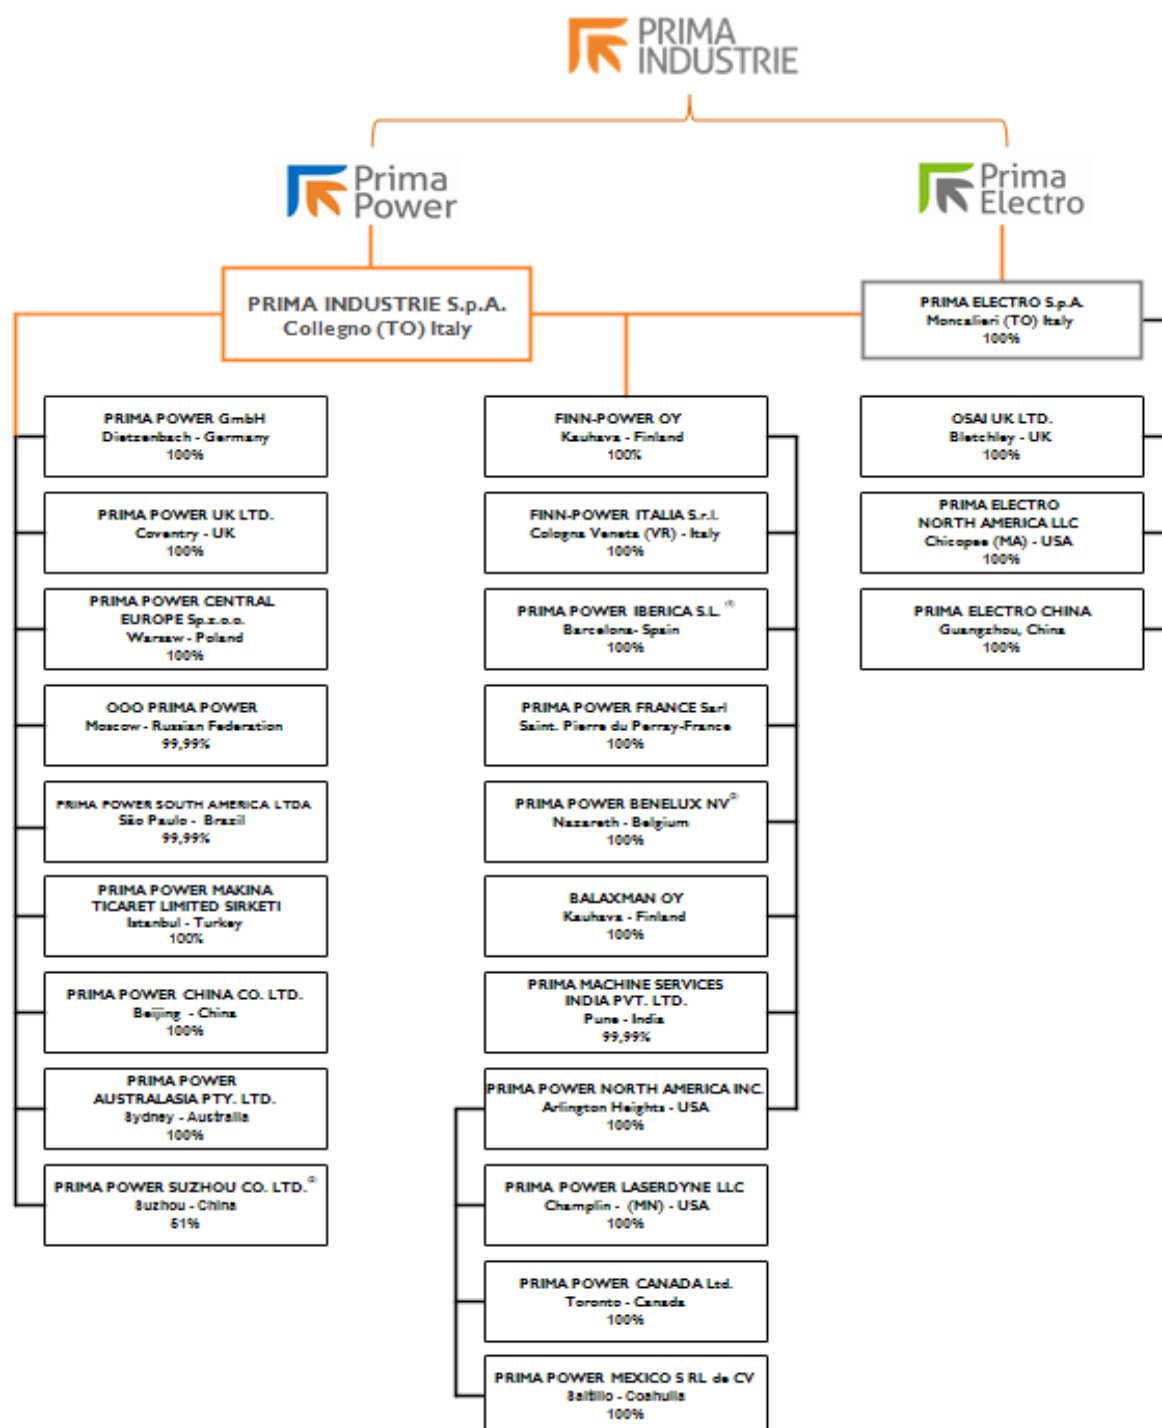 PRIMA
INDUSTRIE
Prima
Power
Prima
Electro
PRIMA INDUSTRIE S.p.A.
Collegno (TO) Italy
PRIMA ELECTRO S.p.A.
Moncalieri (TO) Italy
100%
PRIMA POWER GmbH
Dietzenbach - Germany
100%
PRIMA POWER UK LTD.
Coventry - UK
100%
PRIMA POWER CENTRAL
EUROPE Sp.z.o.o.
Warsaw - Poland
100%
OOO PRIMA POWER
Moscow - Russian Federation
99,99%
PRIMA POWER SOUTH AMERICA LTDA
São Paulo - Brazil
99,99%
PRIMA POWER MAKINA
TICARET LIMITED SIRKETI
Istanbul - Turkey
100%
PRIMA POWER CHINA CO. LTD.
Beijing - China
100%
PRIMA POWER
AUSTRALASIA PTY. LTD.
Sydney - Australia
100%
PRIMA POWER SUZHOU CO. LTD.
Suzhou - China
51%
FINN-POWER OY
Kauhava - Finland
100%
FINN-POWER ITALIA S.r.l.
Cologna Veneta (VR) - Italy
100%
PRIMA POWER IBERICA S.L. (1)
Barcelona- Spain
100%
PRIMA POWER FRANCE Sarl
Saint. Pierre du Perray-France
100%
PRIMA POWER BENELUX NV
Nazareth - Belgium
100%
BALAXMAN OY
Kauhava - Finland
100%
PRIMA MACHINE SERVICES
INDIA PVT. LTD.
Pune - India
99,99%
PRIMA POWER NORTH AMERICA INC.
Arlington Heights - USA
100%
PRIMA POWER LASERDYNE LLC
Champlin - (MN) - USA
100%
PRIMA POWER CANADA Ltd.
Toronto - Canada
100%
PRIMA POWER MEXICO S RL de CV
Saltillo - Coahuila
100%
OSAI UK LTD.
Bletchley - UK
100%
PRIMA ELECTRO
NORTH AMERICA LLC
Chicopee (MA) - USA
100%
PRIMA ELECTRO CHINA
Guangzhou, China
100%